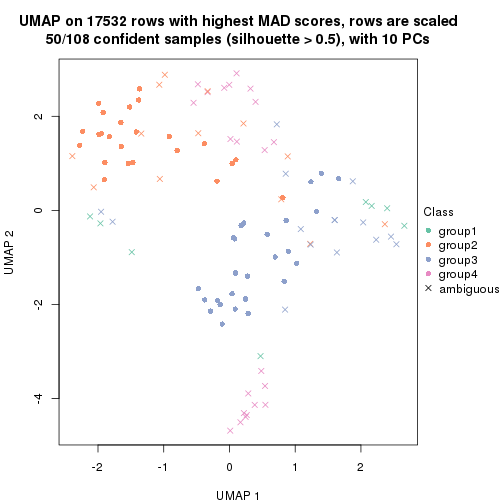 UMAP on 17532 rows with highest MAD scores, rows are scaled
50/108 confident samples (silhouette > 0.5), with 10 PCs
2
0
-2
-4
UMAP 2
-2
-1
0
1
2
UMAP 1
Class
group1
group2
group3
group4
ambiguous